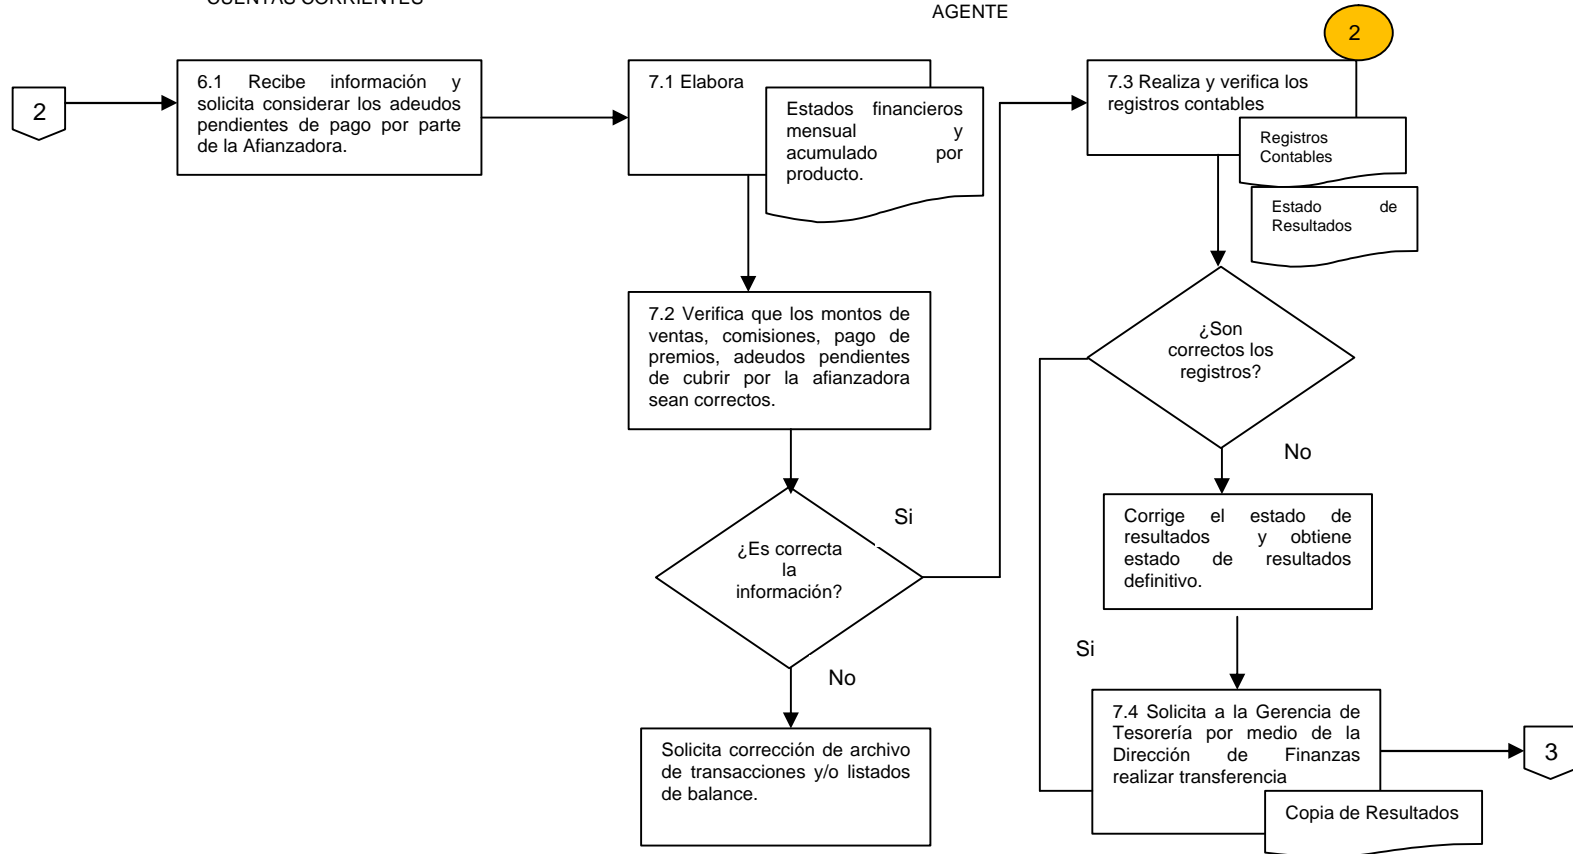 CUENTAS CORRIENTES
AGENTE
2
2
6.1 Recibe información y
solicita considerar los adeudos
pendientes de pago por parte
de la Afianzadora.
7.1 Elabora
Estados financieros
mensual y
acumulado por
producto.
7.2 Verifica que los montos de
ventas, comisiones, pago de
premios, adeudos pendientes
de cubrir por la afianzadora
sean correctos.
¿Es correcta
la
información?
Si
No
Solicita corrección de archivo
de transacciones y/o listados
de balance.
7.3 Realiza y verifica los
registros contables
Registros
Contables
Estado de
Resultados
¿Son
correctos los
registros?
No
Corrige el estado de
resultados y obtiene
estado de resultados
definitivo.
Si
7.4 Solicita a la Gerencia de
Tesorería por medio de la
Dirección de Finanzas
realizar transferencia
Copia de Resultados
3